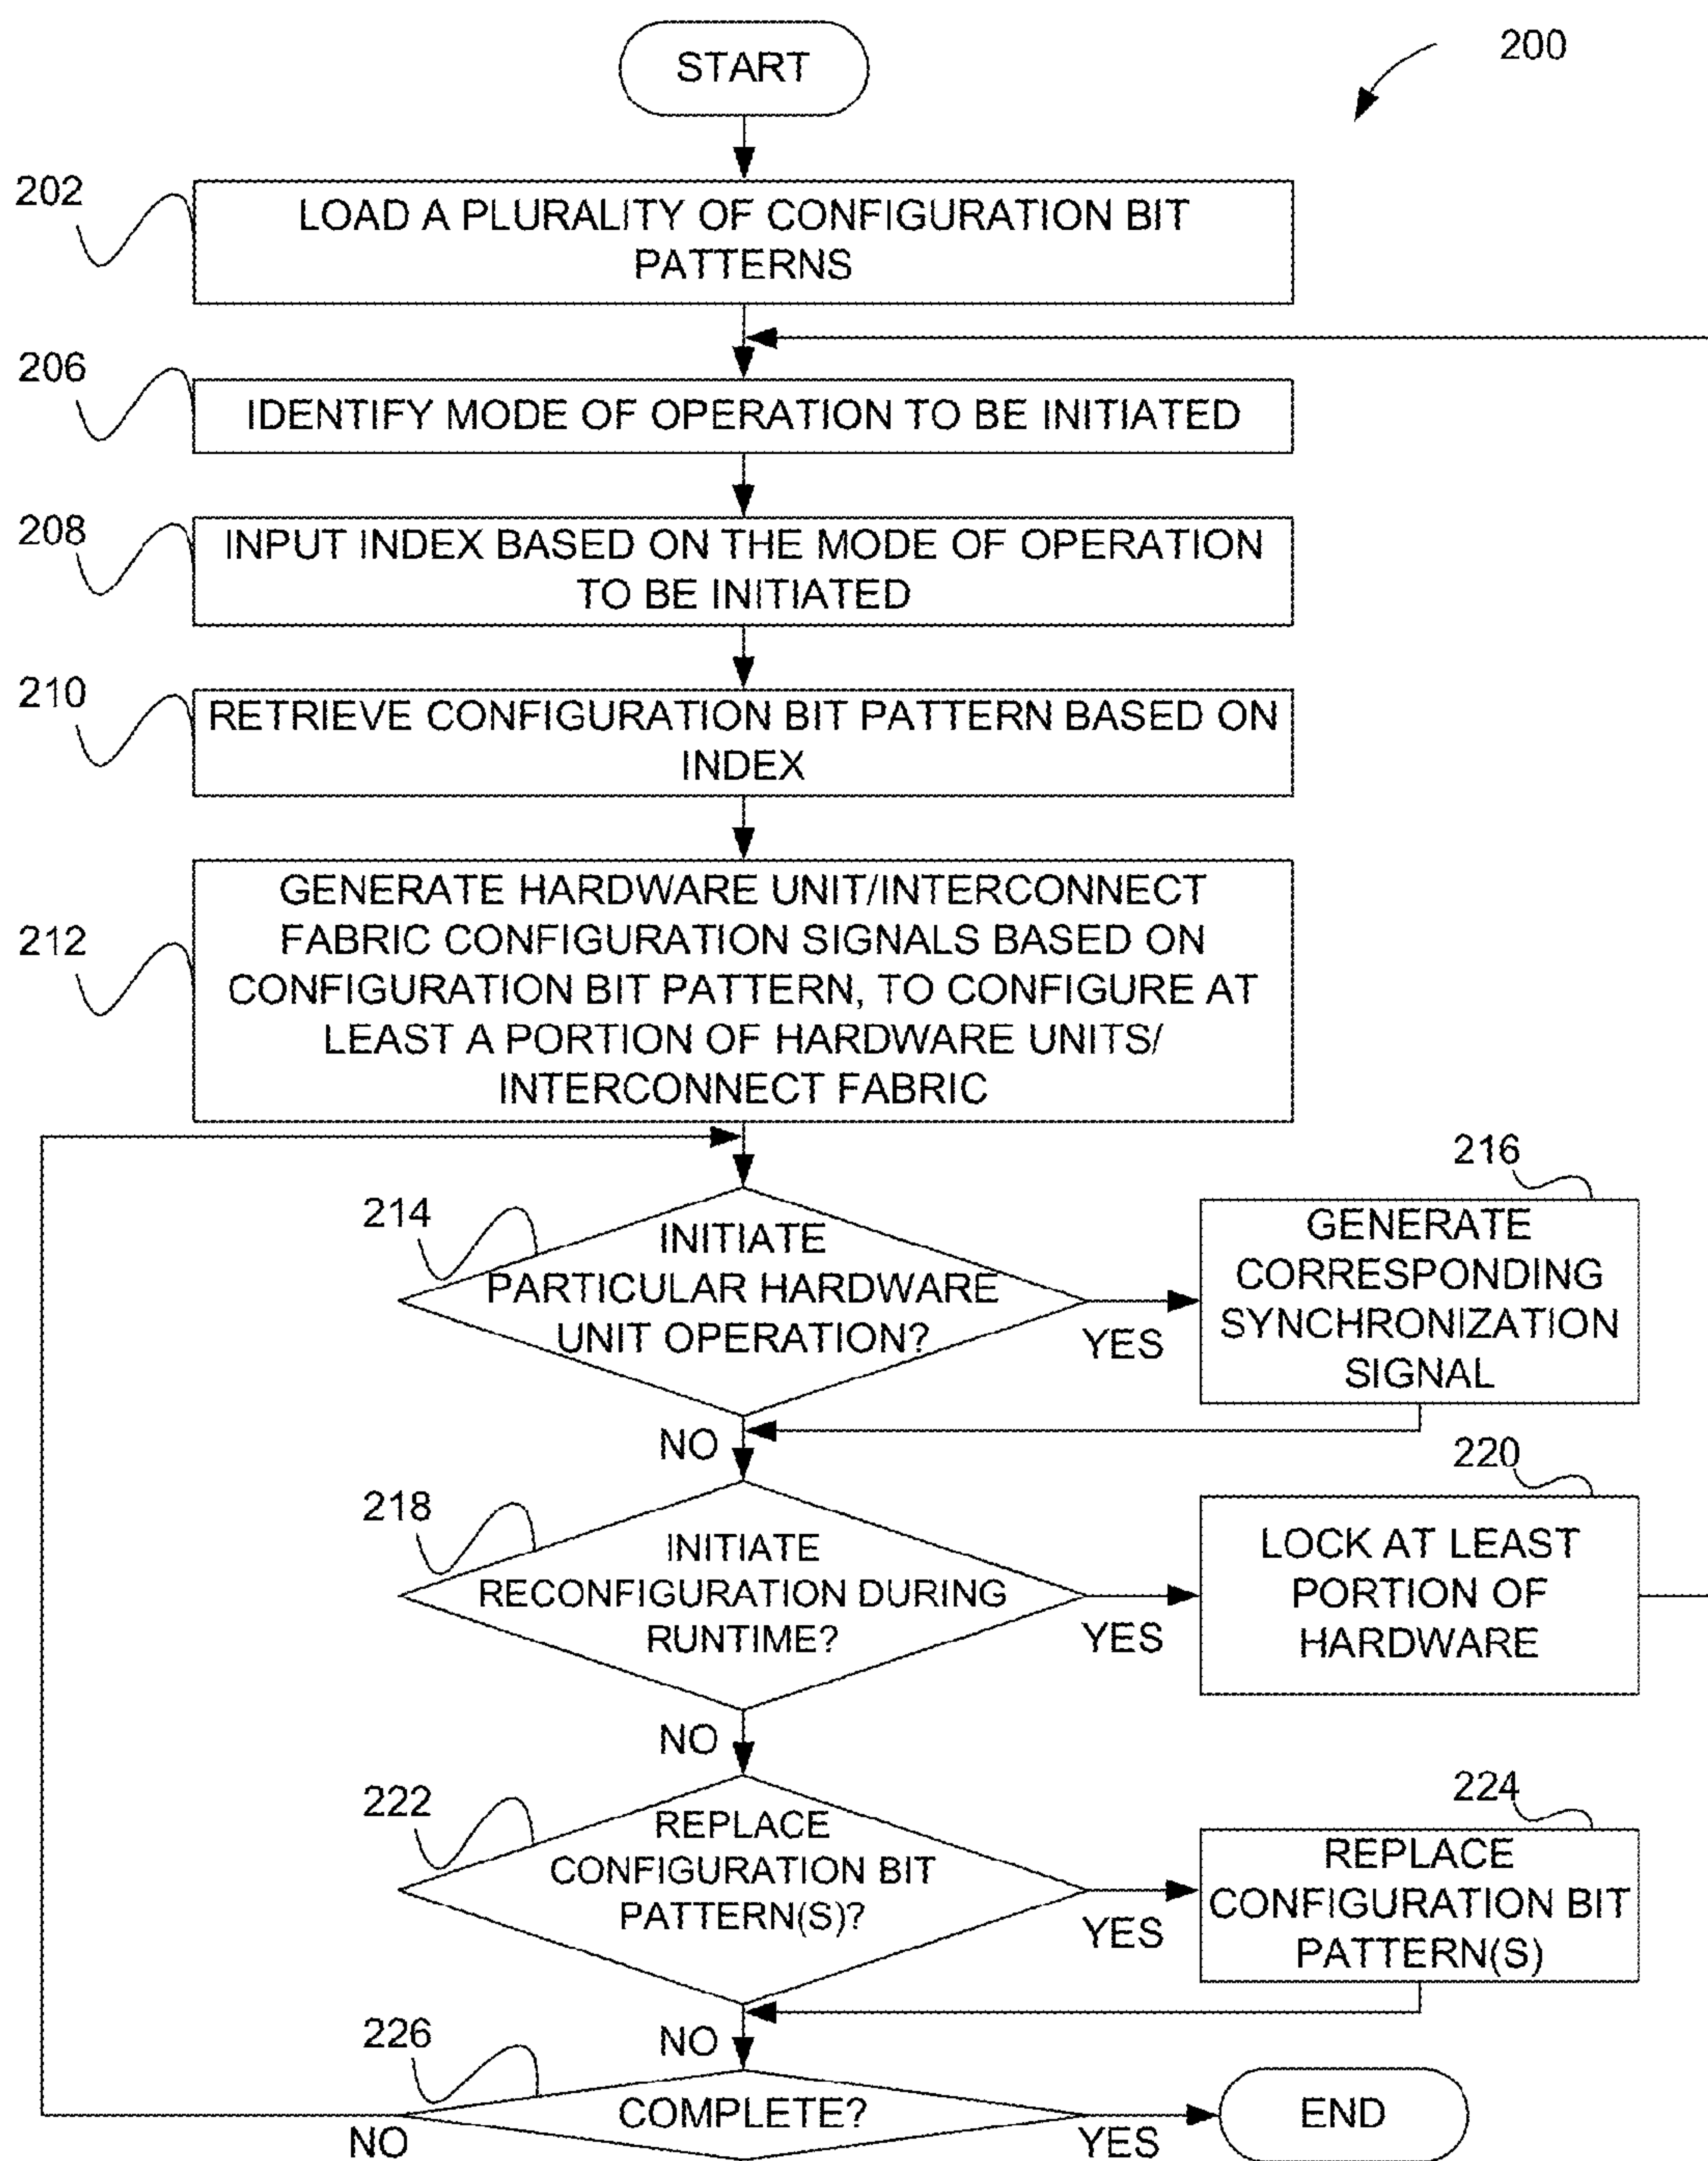 START
200
202
LOAD A PLURALITY OF CONFIGURATION BIT
PATTERNS
206
IDENTIFY MODE OF OPERATION TO BE INITIATED
208
INPUT INDEX BASED ON THE MODE OF OPERATION
TO BE INITIATED
210
RETRIEVE CONFIGURATION BIT PATTERN BASED ON
INDEX
212
GENERATE HARDWARE UNIT/INTERCONNECT
FABRIC CONFIGURATION SIGNALS BASED ON
CONFIGURATION BIT PATTERN, TO CONFIGURE AT
LEAST A PORTION OF HARDWARE UNITS/
INTERCONNECT FABRIC
214
INITIATE
PARTICULAR HARDWARE
UNIT OPERATION?
YES
216
GENERATE
CORRESPONDING
SYNCHRONIZATION
SIGNAL
NO
218
INITIATE
RECONFIGURATION DURING
RUNTIME?
YES
220
LOCK AT LEAST
PORTION OF
HARDWARE
NO
222
REPLACE
CONFIGURATION BIT
PATTERN(S)?
YES
224
REPLACE
CONFIGURATION BIT
PATTERN(S)
NO
226
COMPLETE?
NO
YES
END